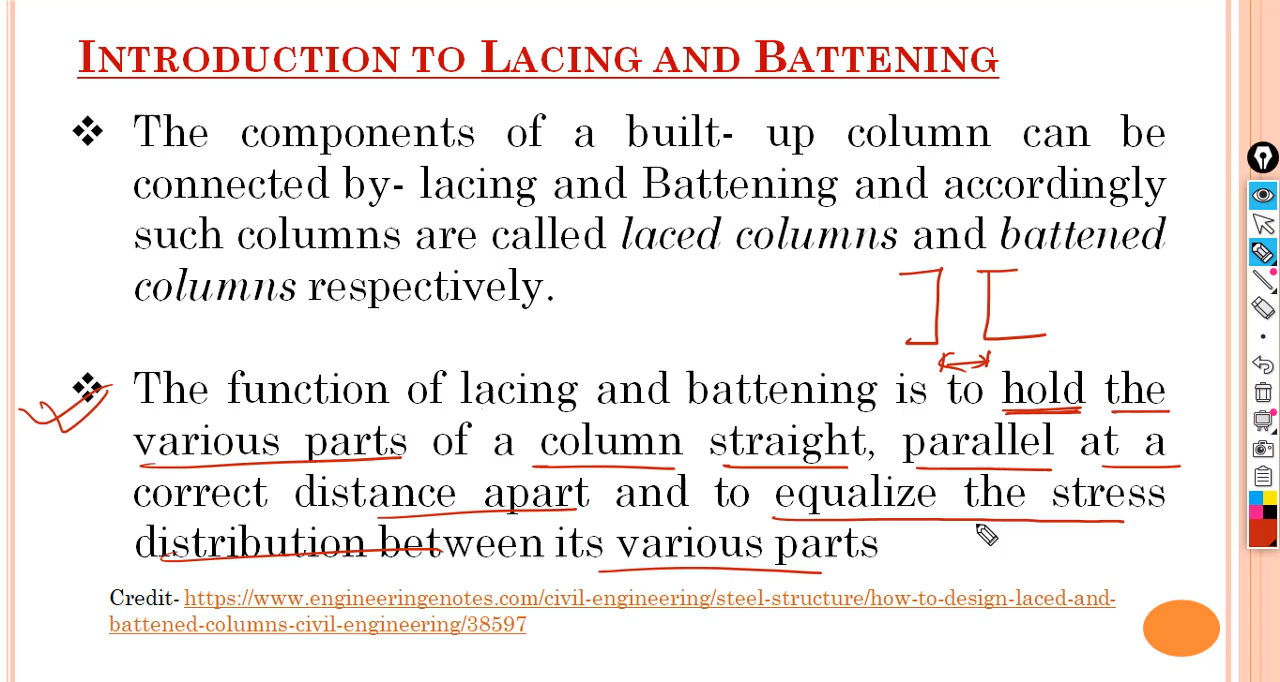 INTRODUCTION TO LACING AND BATTENING
❖ The components of a built- up column can be
connected by- lacing and Battening and accordingly
such columns are called laced columns and battened
columns respectively.
❖ The function of lacing and battening is to hold the
various parts of a column straight, parallel at a
correct distance apart and to equalize the stress
distribution between its various parts
Credit- https://www.engineeringenotes.com/civil-engineering/steel-structure/how-to-design-laced-and-
battened-columns-civil-engineering/38597